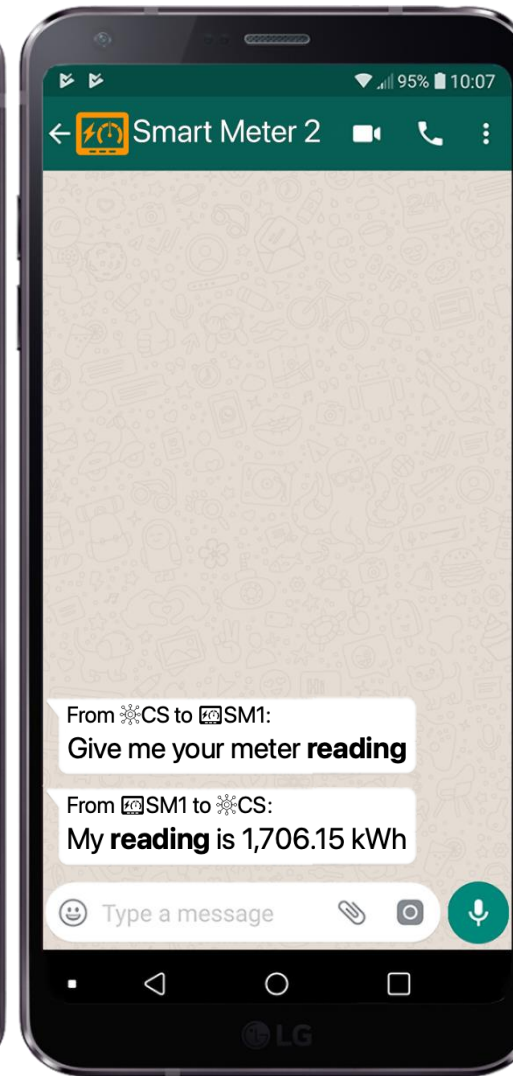 95% 10:07
Smart Meter 2
From CS to SM1:
Give me your meter reading
From SM1 to CS:
My reading is 1,706.15 kWh
Type a message
LG